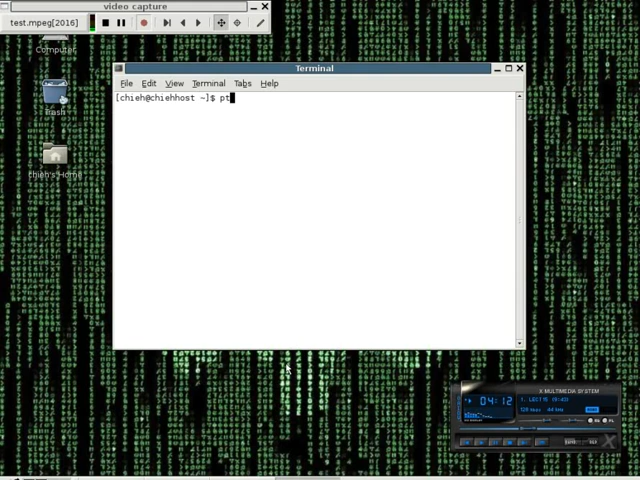 video capture
test.mpeg[2016]
Computer
Trash
chieh's Home
Terminal
File Edit View Terminal Tabs Help
[chieh@chiehhost ~]$ pt
X MULTIMEDIA SYSTEM
04:12